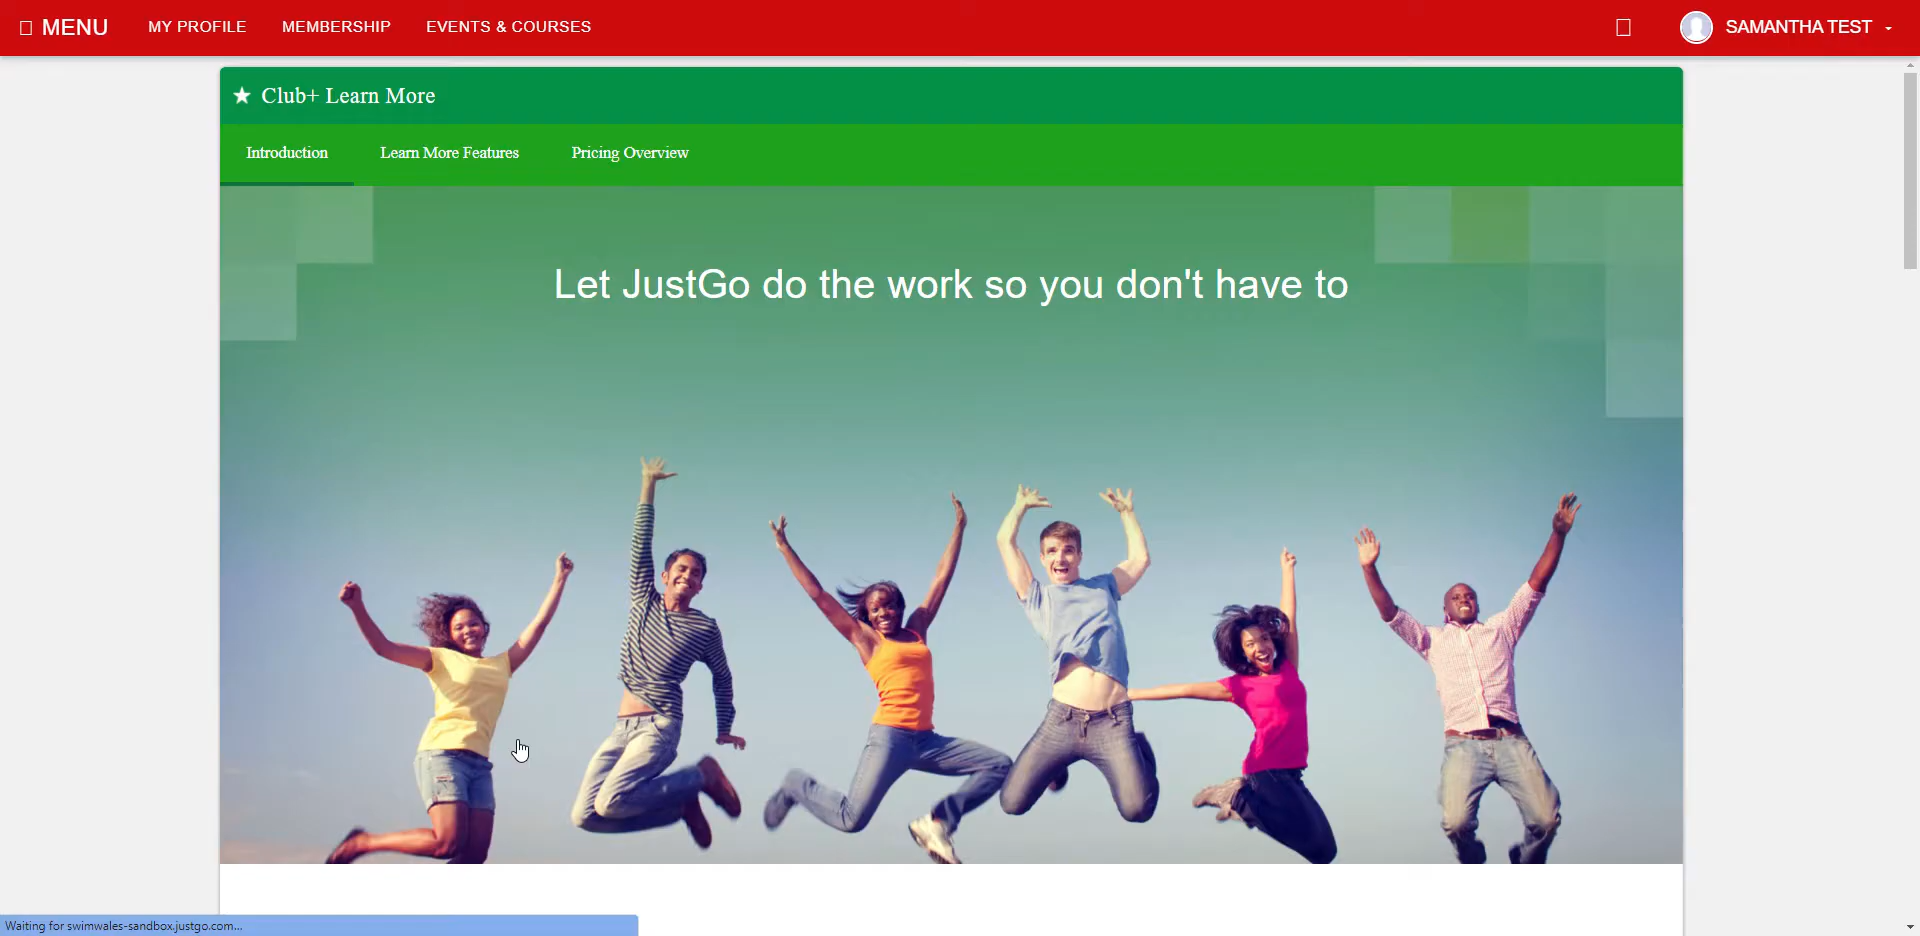 MENU MY PROFILE MEMBERSHIP EVENTS & COURSES SAMANTHA TEST
Club+ Learn More
Introduction Learn More Features Pricing Overview
Let JustGo do the work so you don't have to
Waiting for swimwales-sandbox.justgo.com...